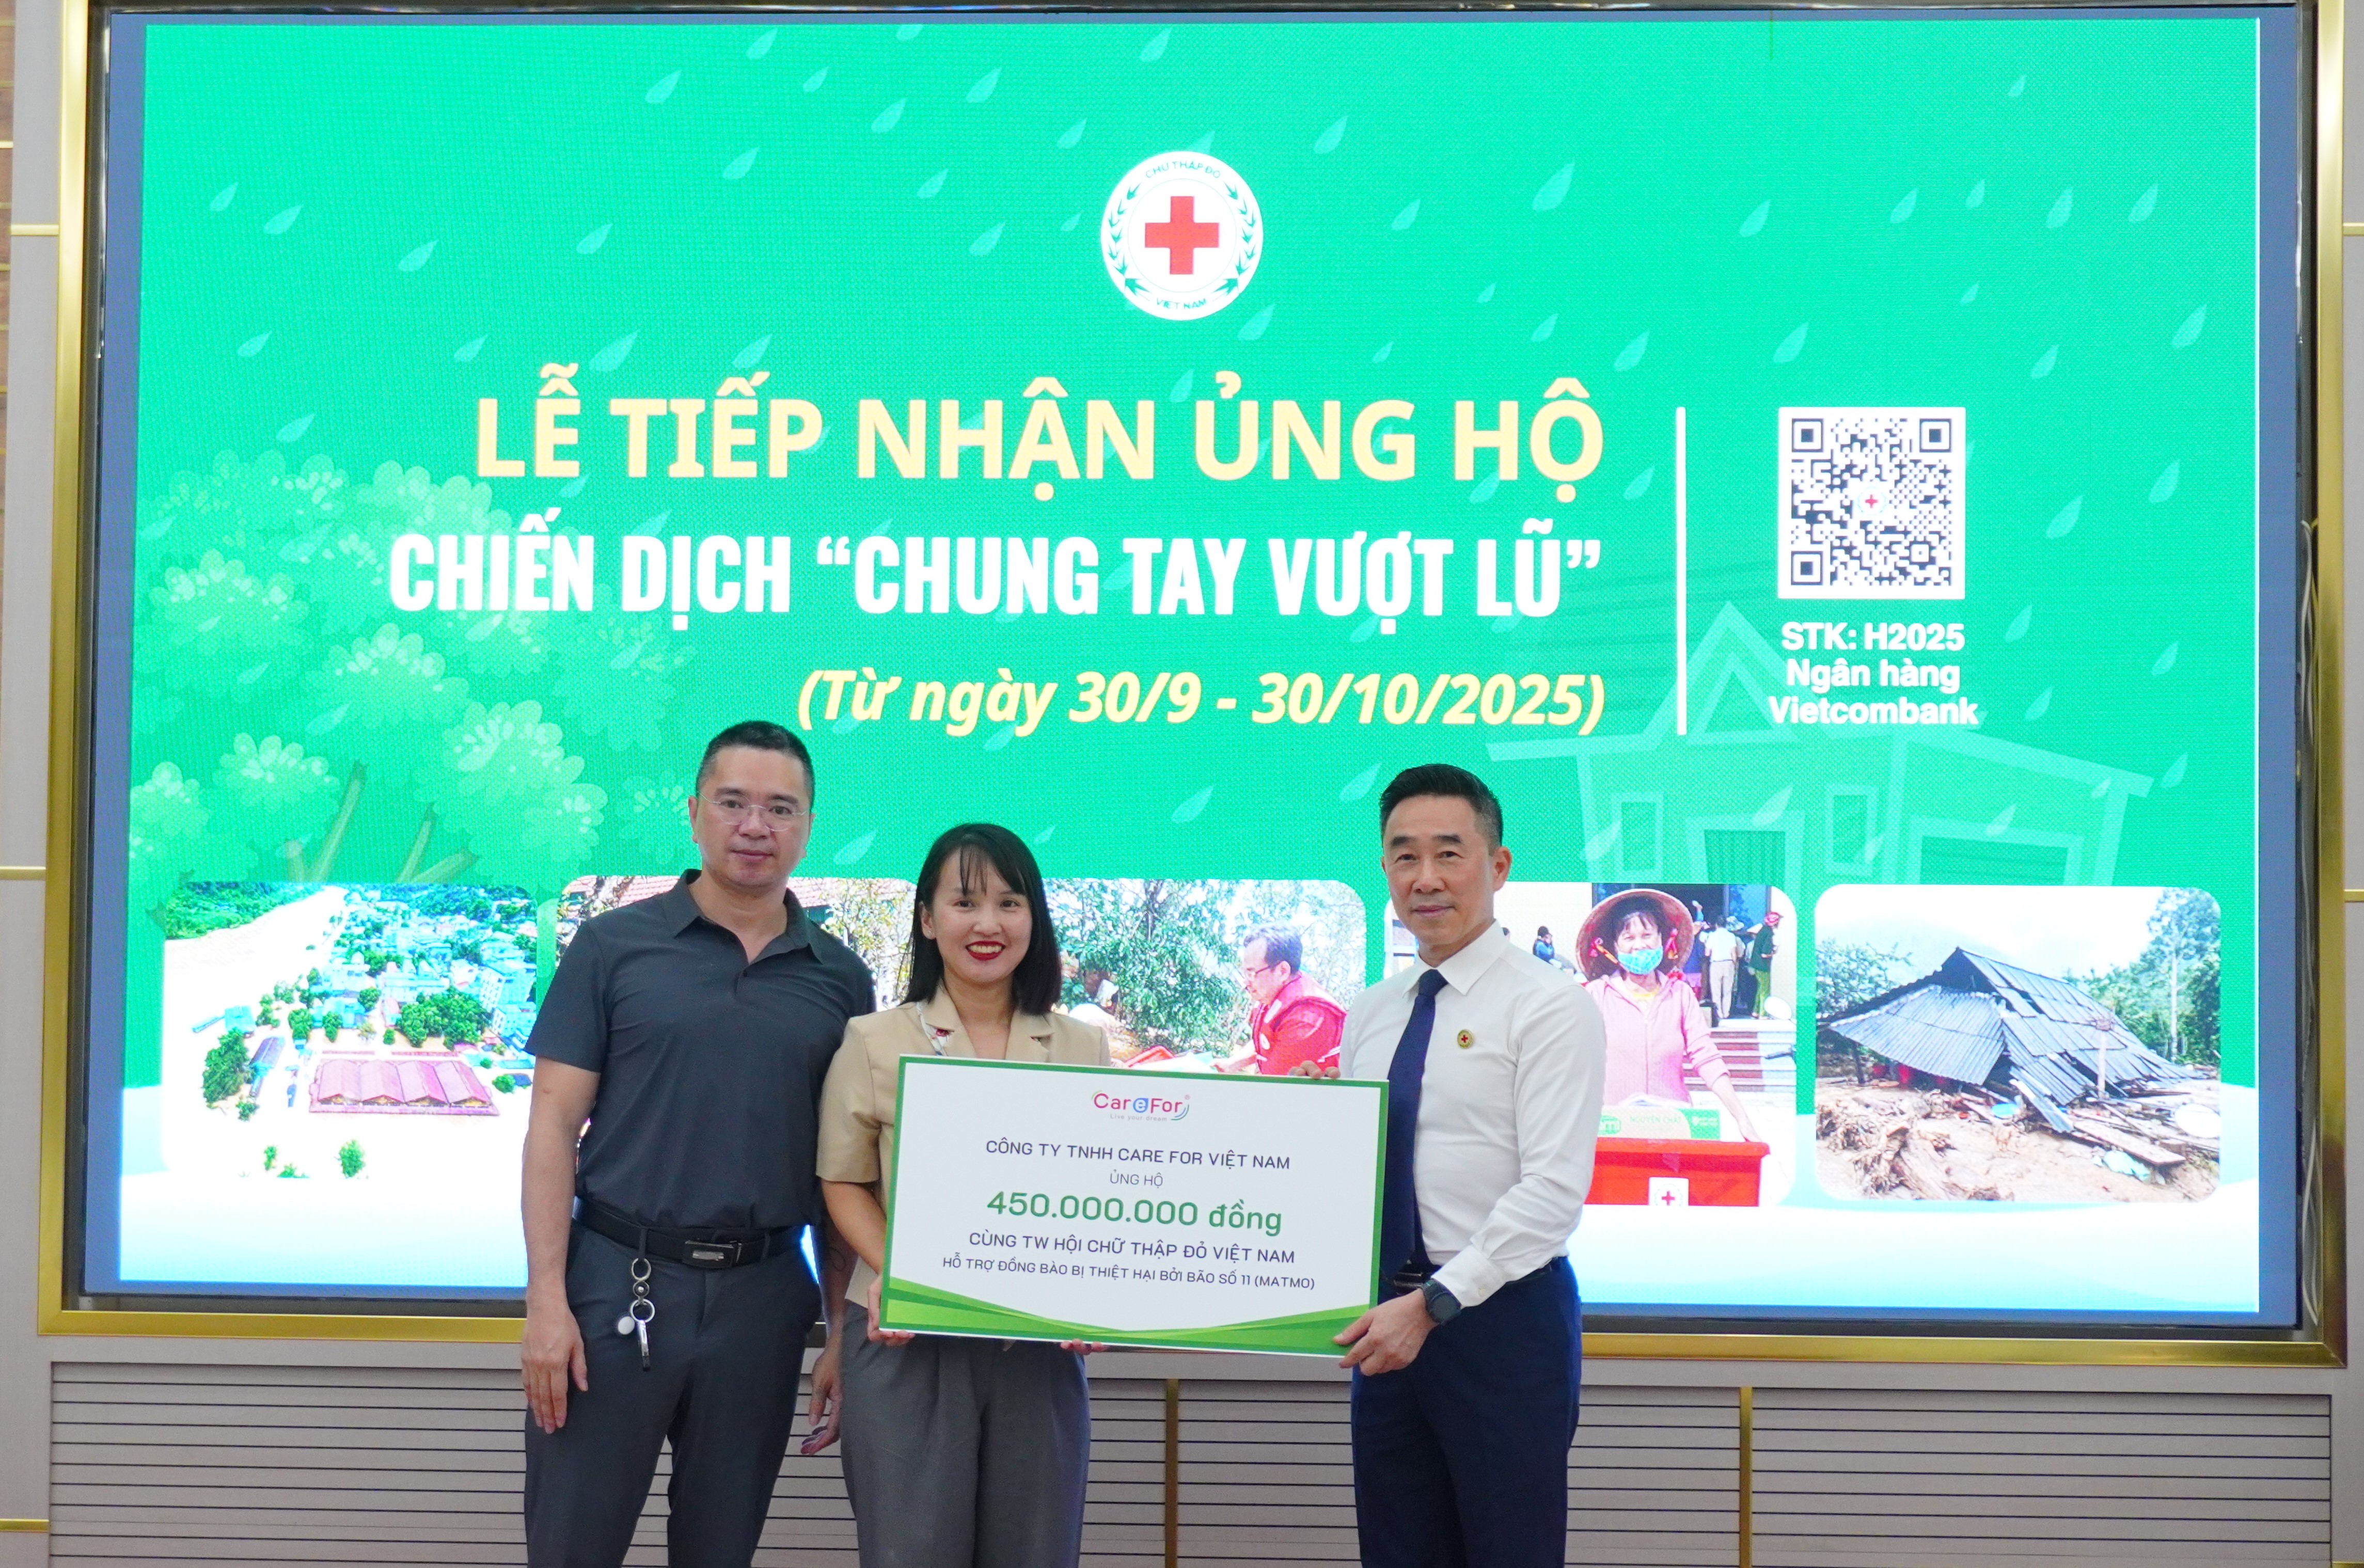 CHỮ THẬP ĐỎ
VIỆT NAM
LỄ TIẾP NHẬN ỦNG HỘ
CHIẾN DỊCH “CHUNG TAY VƯỢT LŨ”
(Từ ngày 30/9 - 30/10/2025)
STK: H2025
Ngân hàng
Vietcombank
CareFor
Live your dream
CÔNG TY TNHH CARE FOR VIỆT NAM
ỦNG HỘ
450.000.000 đồng
CÙNG TW HỘI CHỮ THẬP ĐỎ VIỆT NAM
HỖ TRỢ ĐỒNG BÀO BỊ THIỆT HẠI BỞI BÃO SỐ 11 (MATMO)